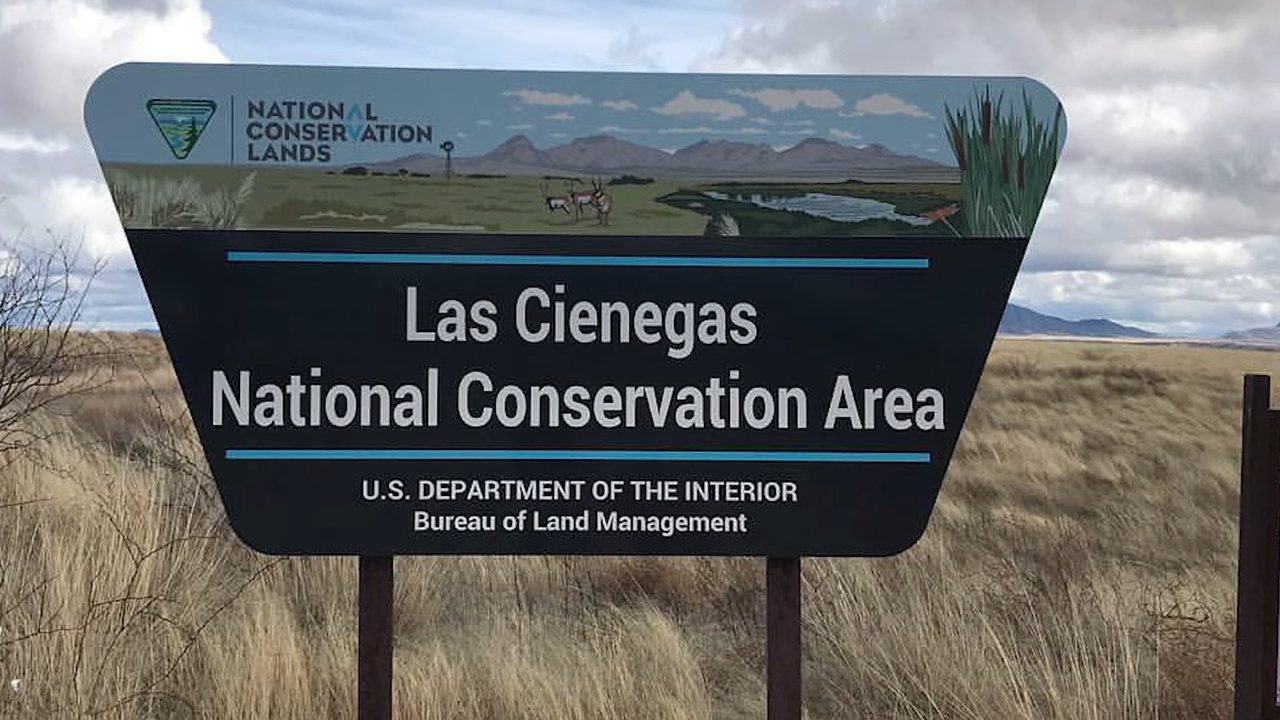 NATIONAL
CONSERVATION
LANDS
Las Cienegas
National Conservation Area
U.S. DEPARTMENT OF THE INTERIOR
Bureau of Land Management